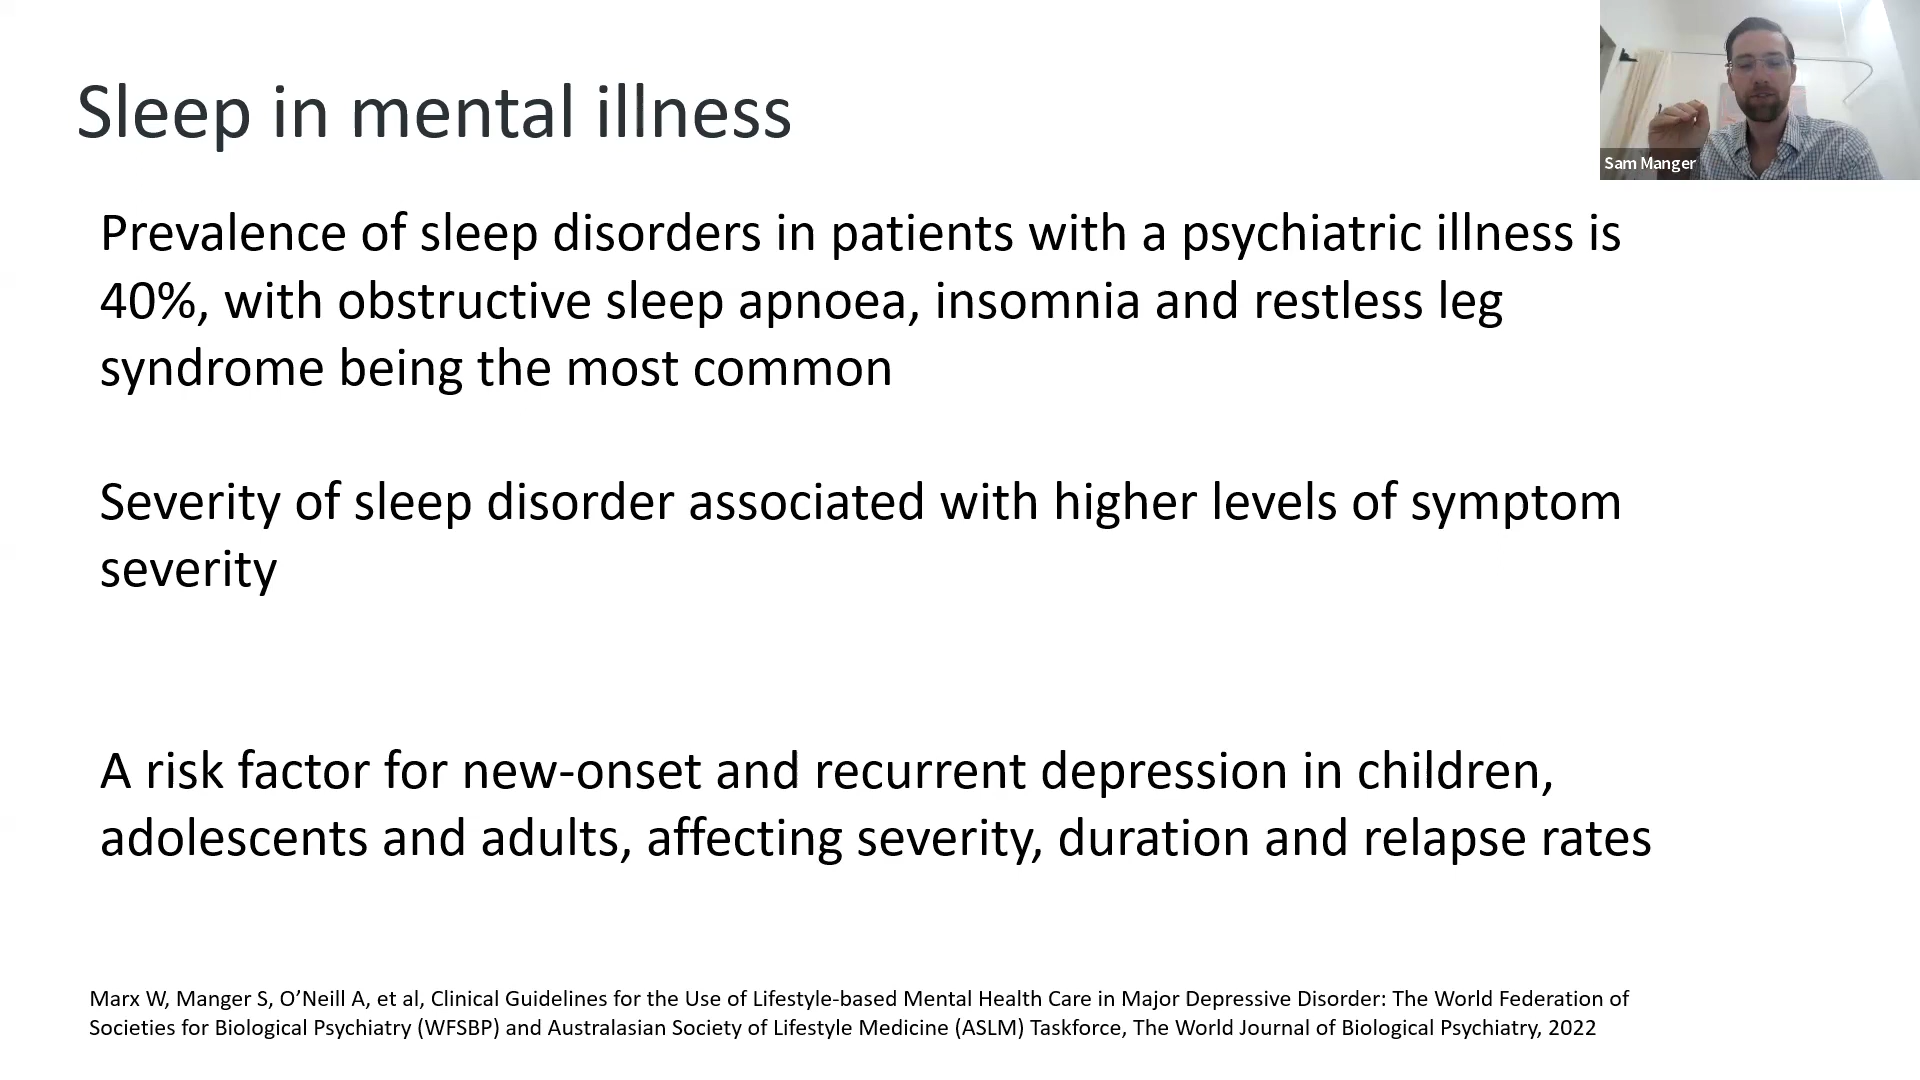 Sleep in mental illness
Sam Manger
Prevalence of sleep disorders in patients with a psychiatric illness is
40%, with obstructive sleep apnoea, insomnia and restless leg
syndrome being the most common
Severity of sleep disorder associated with higher levels of symptom
severity
A risk factor for new-onset and recurrent depression in children,
adolescents and adults, affecting severity, duration and relapse rates
Marx W, Manger S, O’Neill A, et al, Clinical Guidelines for the Use of Lifestyle-based Mental Health Care in Major Depressive Disorder: The World Federation of
Societies for Biological Psychiatry (WFSBP) and Australasian Society of Lifestyle Medicine (ASLM) Taskforce, The World Journal of Biological Psychiatry, 2022